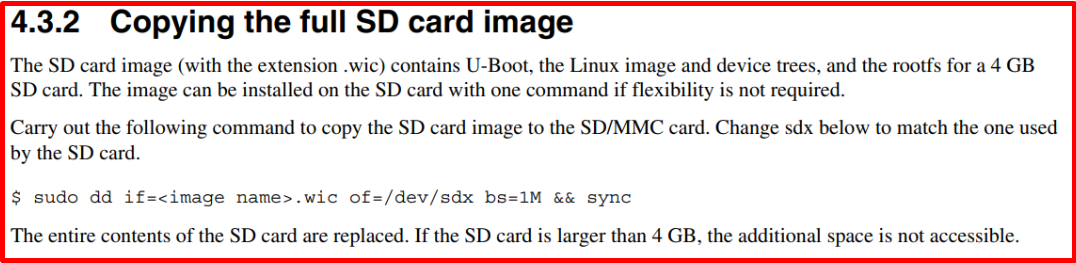 4.3.2 Copying the full SD card image
The SD card image (with the extension .wic) contains U-Boot, the Linux image and device trees, and the rootfs for a 4 GB
SD card. The image can be installed on the SD card with one command if flexibility is not required.
Carry out the following command to copy the SD card image to the SD/MMC card. Change sdx below to match the one used
by the SD card.
$ sudo dd if=<image name>.wic of=/dev/sdx bs=1M && sync
The entire contents of the SD card are replaced. If the SD card is larger than 4 GB, the additional space is not accessible.